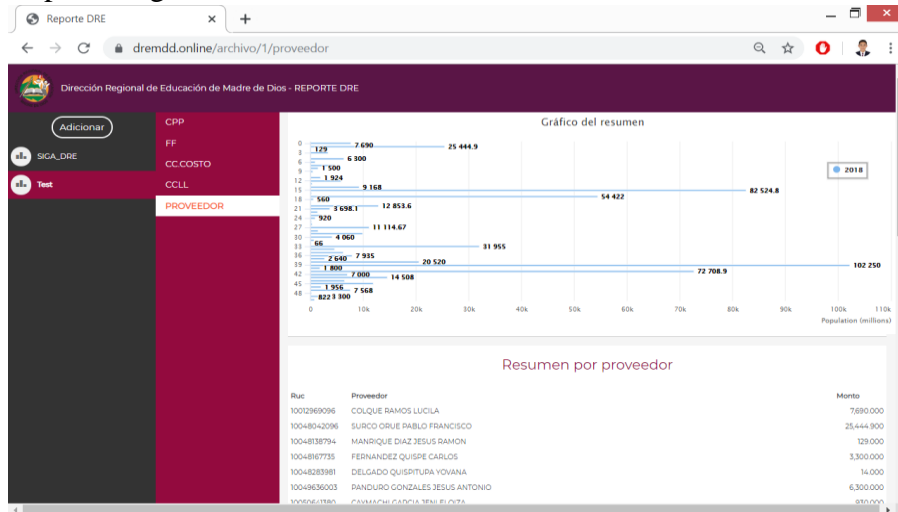 Reporte DRE
dremdd.online/archivo/1/proveedor
Dirección Regional de Educación de Madre de Dios - REPORTE DRE
Adicionar
SIGA_DRE
Test
CPP
FF
CC.COSTO
CCLL
PROVEEDOR
Gráfico del resumen
0
3
6
9
12
15
18
21
24
27
30
33
36
39
42
45
48
7 690
25 444.9
129
6 300
1 500
1 924
9 168
82 524.8
560
54 422
3 698.1
12 853.6
920
11 114.67
4 060
66
31 955
2 640
7 935
20 520
1 800
102 250
7 000
72 708.9
14 508
1 956
7 568
822
3 300
2018
0 10k 20k 30k 40k 50k 60k 70k 80k 90k 100k 110k
Population (millions)
Resumen por proveedor
Ruc Proveedor Monto
10012969096 COLQUE RAMOS LUCILA 7,690.000
10048042096 SURCO ORUE PABLO FRANCISCO 25,444.900
10048138794 MANRIQUE DIAZ JESUS RAMON 129.000
10048167735 FERNANDEZ QUISPE CARLOS 3,300.000
10048283981 DELGADO QUISPITUPA YOVANA 14.000
10049636003 PANDURO GONZALES JESUS ANTONIO 6,300.000